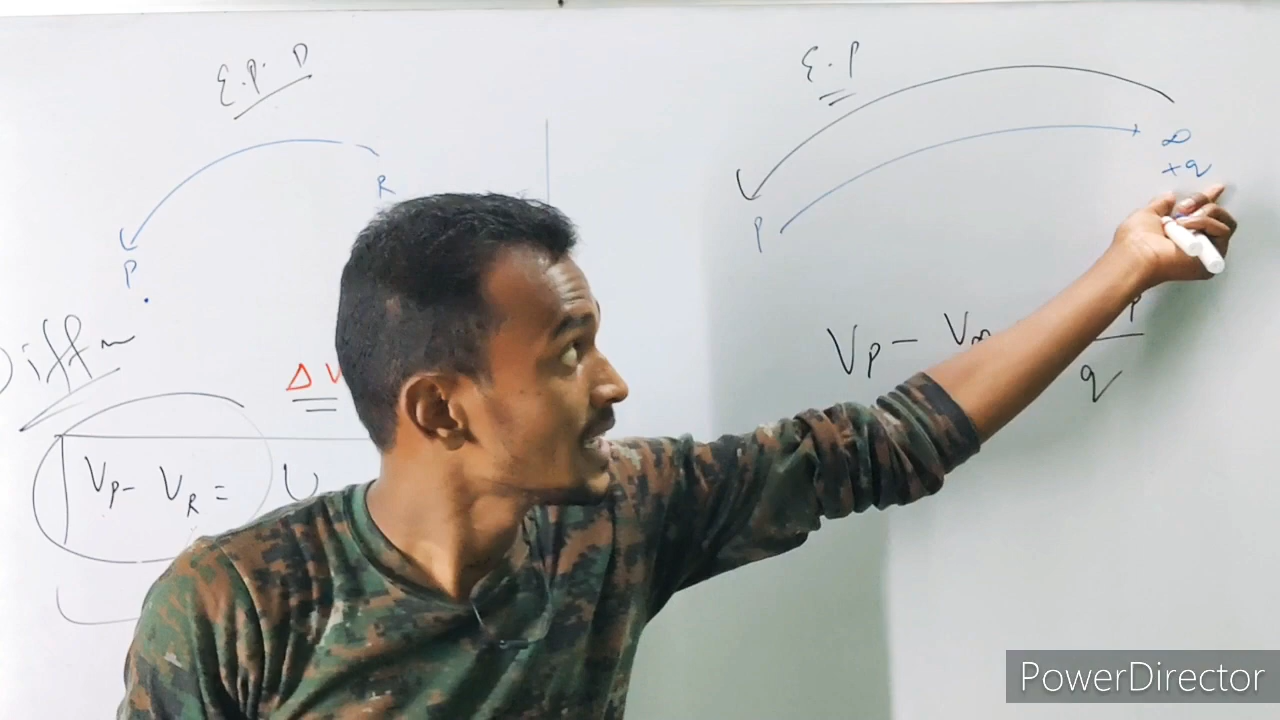 E.P.D
R
P
Diffn
ΔV
VP - VR = U
E.P
∞
+q
P
VP - V∞
q
PowerDirector